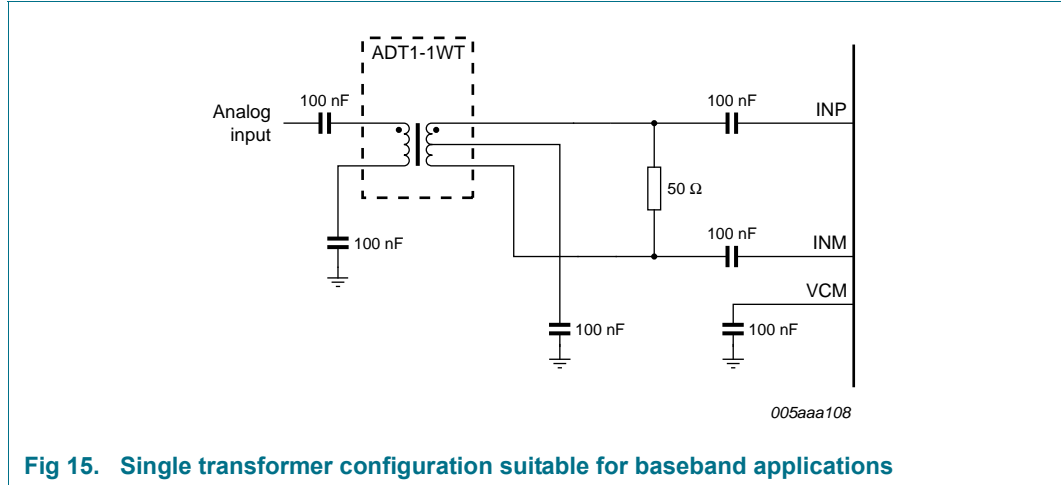 ADT1-1WT
Analog
input
100 nF
100 nF
INP
50 Ω
100 nF
INM
100 nF
VCM
100 nF
100 nF
005aaa108
Fig 15. Single transformer configuration suitable for baseband applications